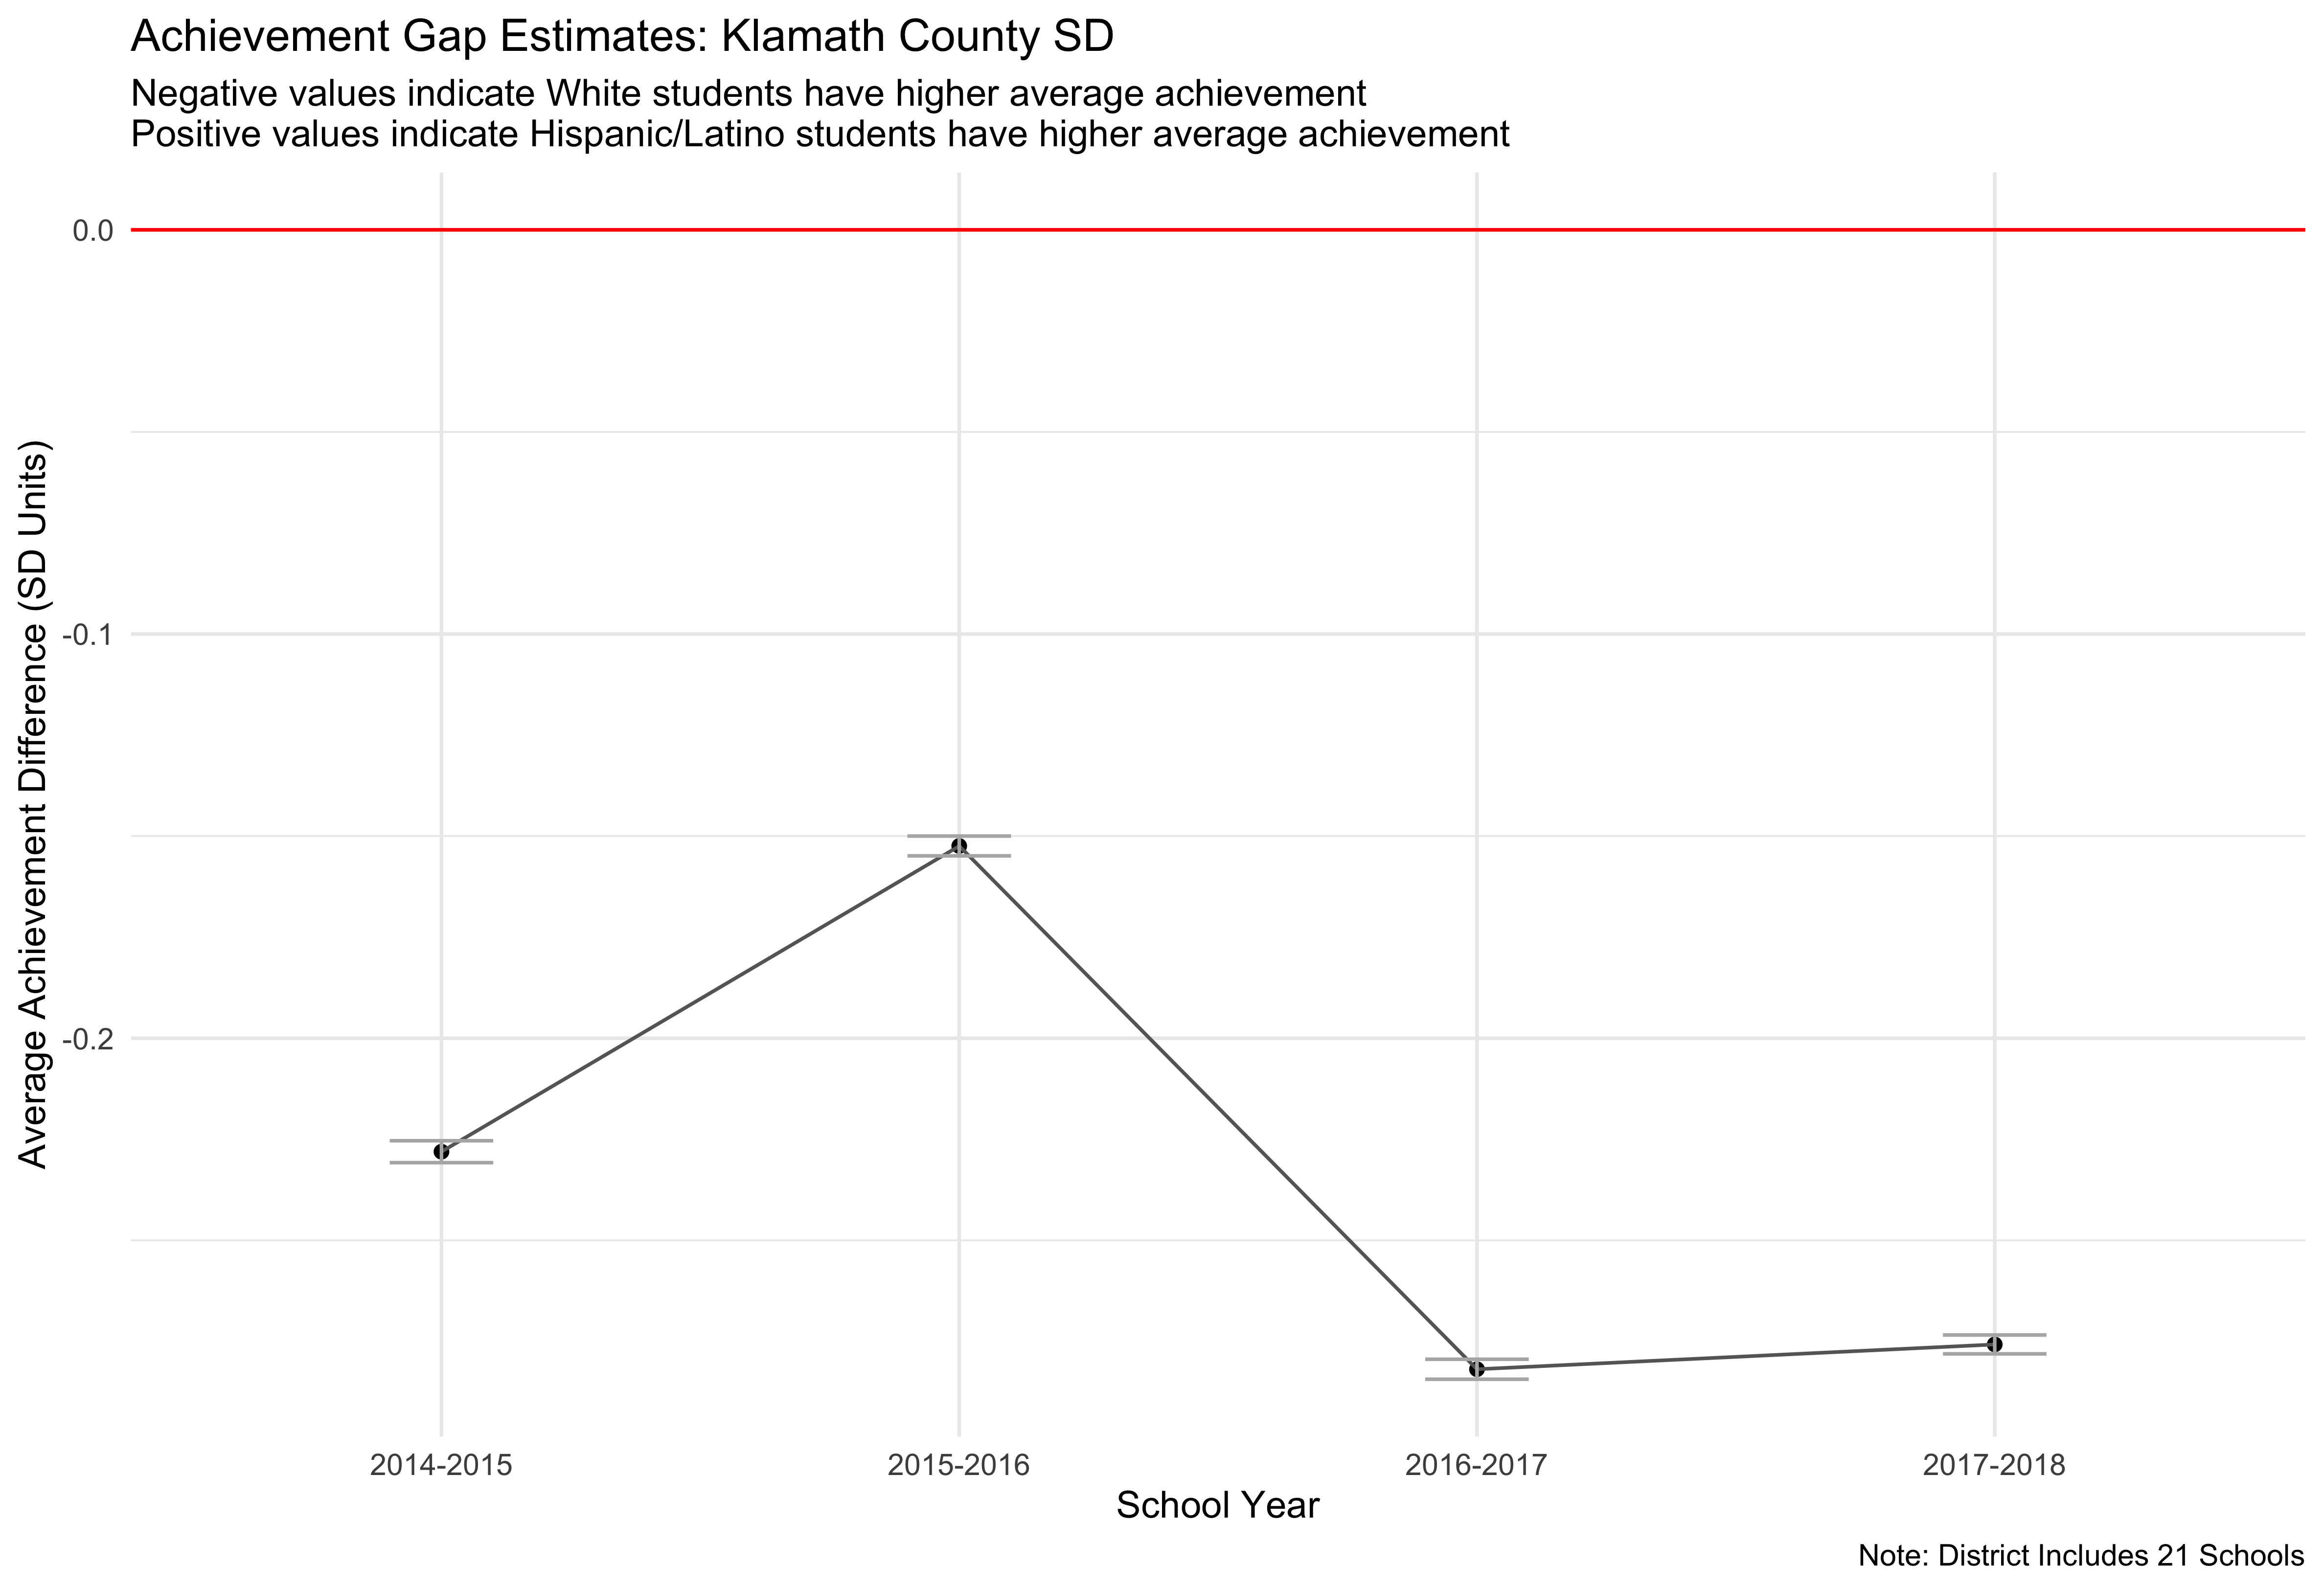 Achievement Gap Estimates: Klamath County SD
Negative values indicate White students have higher average achievement
Positive values indicate Hispanic/Latino students have higher average achievement
Average Achievement Difference (SD Units)
0.0
-0.1
-0.2
2014-2015
2015-2016
2016-2017
2017-2018
School Year
Note: District Includes 21 Schools